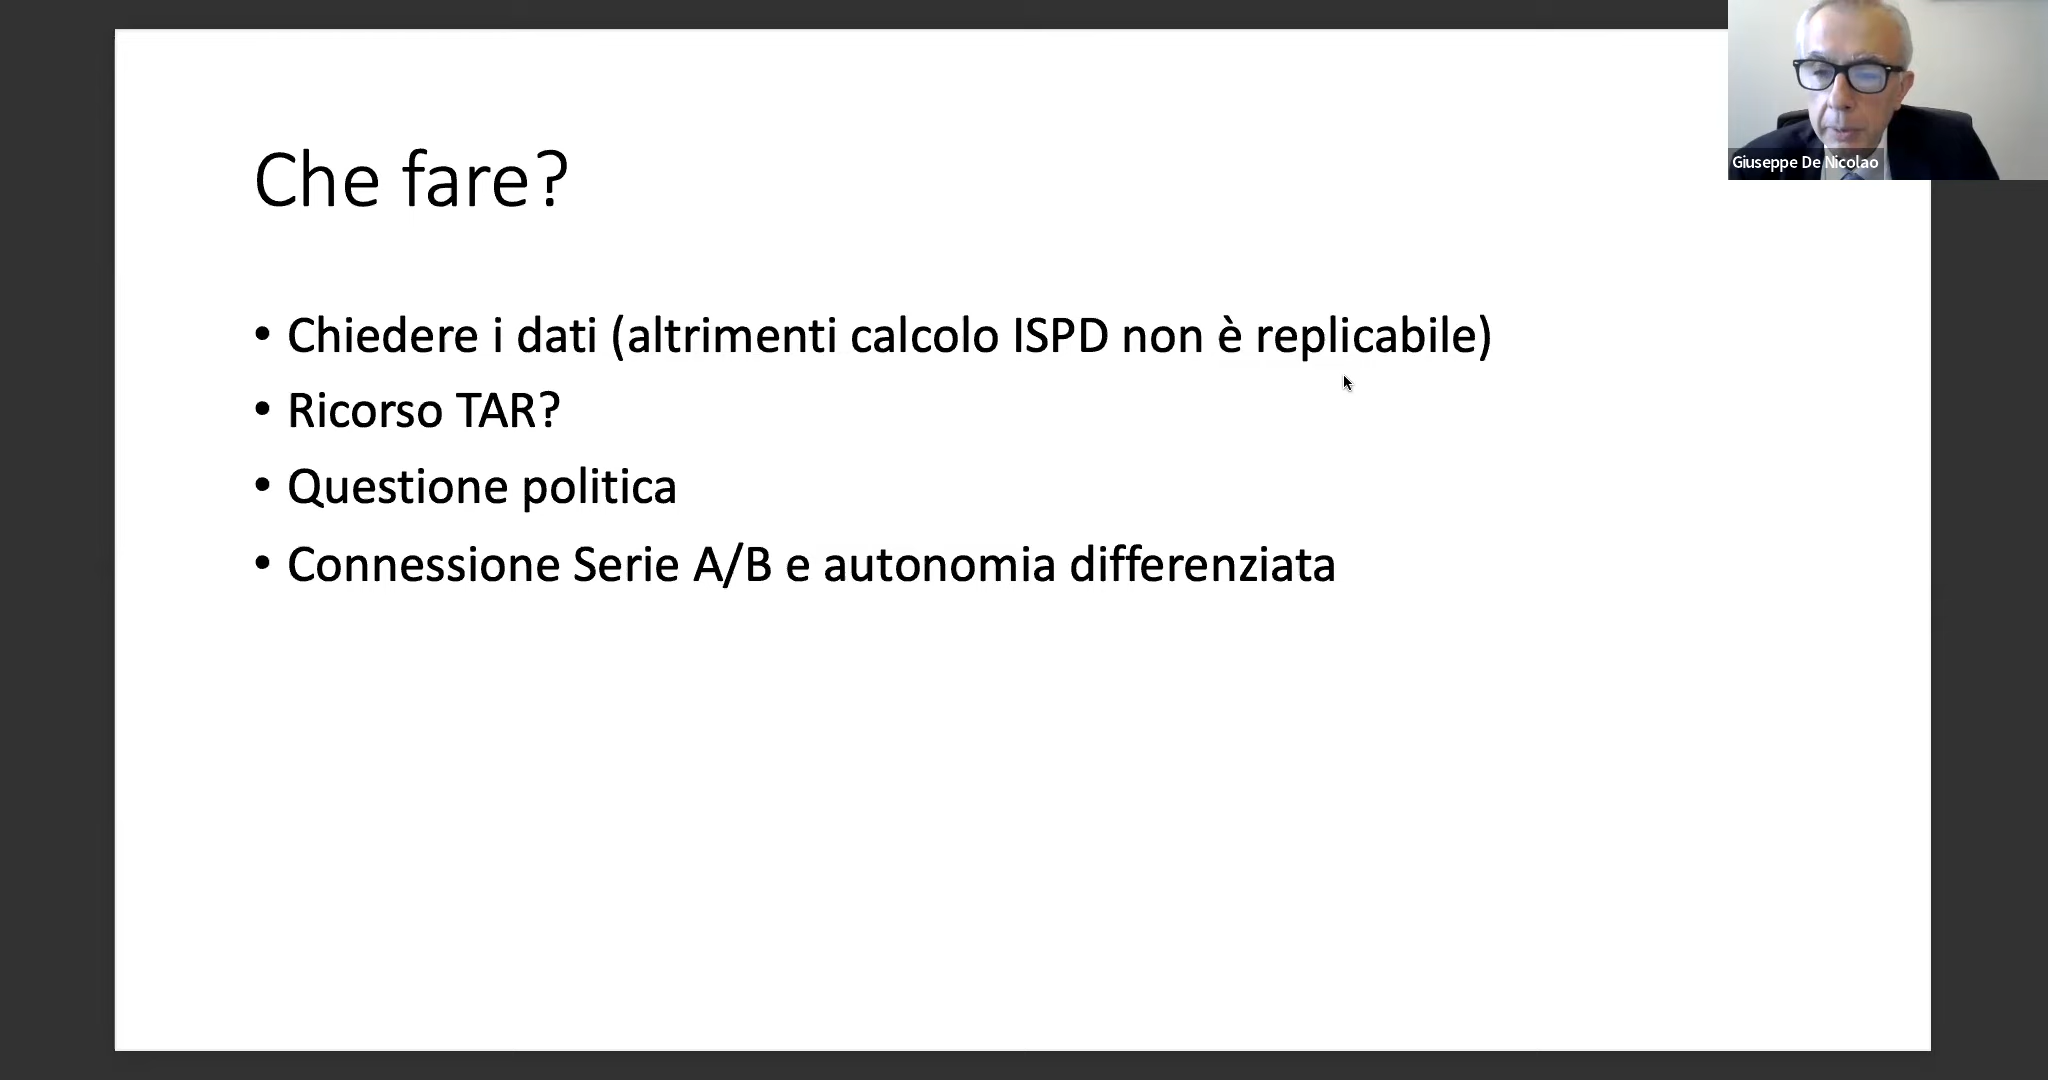 Che fare?
• Chiedere i dati (altrimenti calcolo ISPD non è replicabile)
• Ricorso TAR?
• Questione politica
• Connessione Serie A/B e autonomia differenziata
Giuseppe De Nicolao